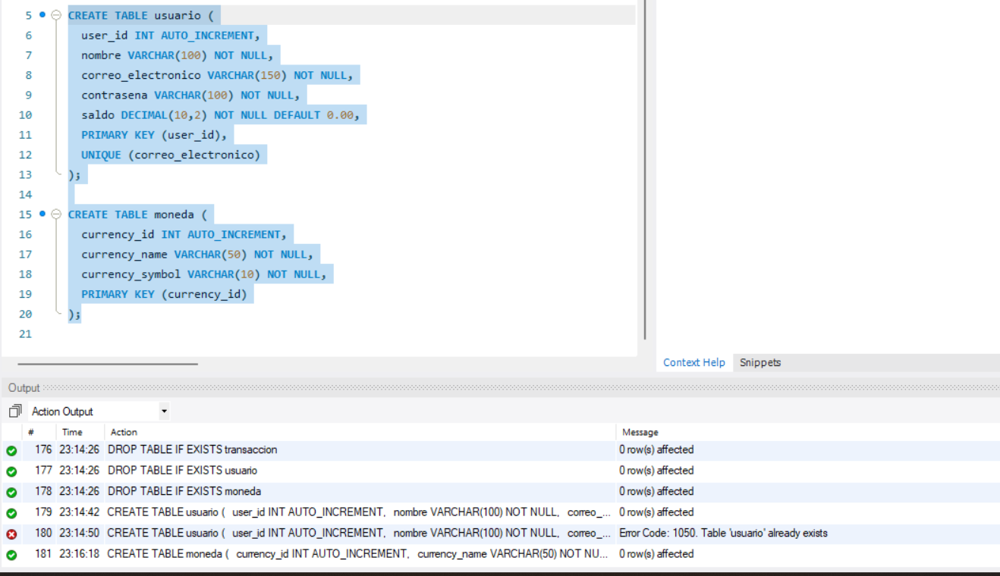 5 CREATE TABLE usuario (
6 user_id INT AUTO_INCREMENT,
7 nombre VARCHAR(100) NOT NULL,
8 correo_electronico VARCHAR(150) NOT NULL,
9 contrasena VARCHAR(100) NOT NULL,
10 saldo DECIMAL(10,2) NOT NULL DEFAULT 0.00,
11 PRIMARY KEY (user_id),
12 UNIQUE (correo_electronico)
13 );
14
15 CREATE TABLE moneda (
16 currency_id INT AUTO_INCREMENT,
17 currency_name VARCHAR(50) NOT NULL,
18 currency_symbol VARCHAR(10) NOT NULL,
19 PRIMARY KEY (currency_id)
20 );
21
Context Help Snippets
Output
Action Output
# Time Action Message
176 23:14:26 DROP TABLE IF EXISTS transaccion 0 row(s) affected
177 23:14:26 DROP TABLE IF EXISTS usuario 0 row(s) affected
178 23:14:26 DROP TABLE IF EXISTS moneda 0 row(s) affected
179 23:14:42 CREATE TABLE usuario ( user_id INT AUTO_INCREMENT, nombre VARCHAR(100) NOT NULL, correo_... 0 row(s) affected
180 23:14:50 CREATE TABLE usuario ( user_id INT AUTO_INCREMENT, nombre VARCHAR(100) NOT NULL, correo_... Error Code: 1050. Table 'usuario' already exists
181 23:16:18 CREATE TABLE moneda ( currency_id INT AUTO_INCREMENT, currency_name VARCHAR(50) NOT NU... 0 row(s) affected